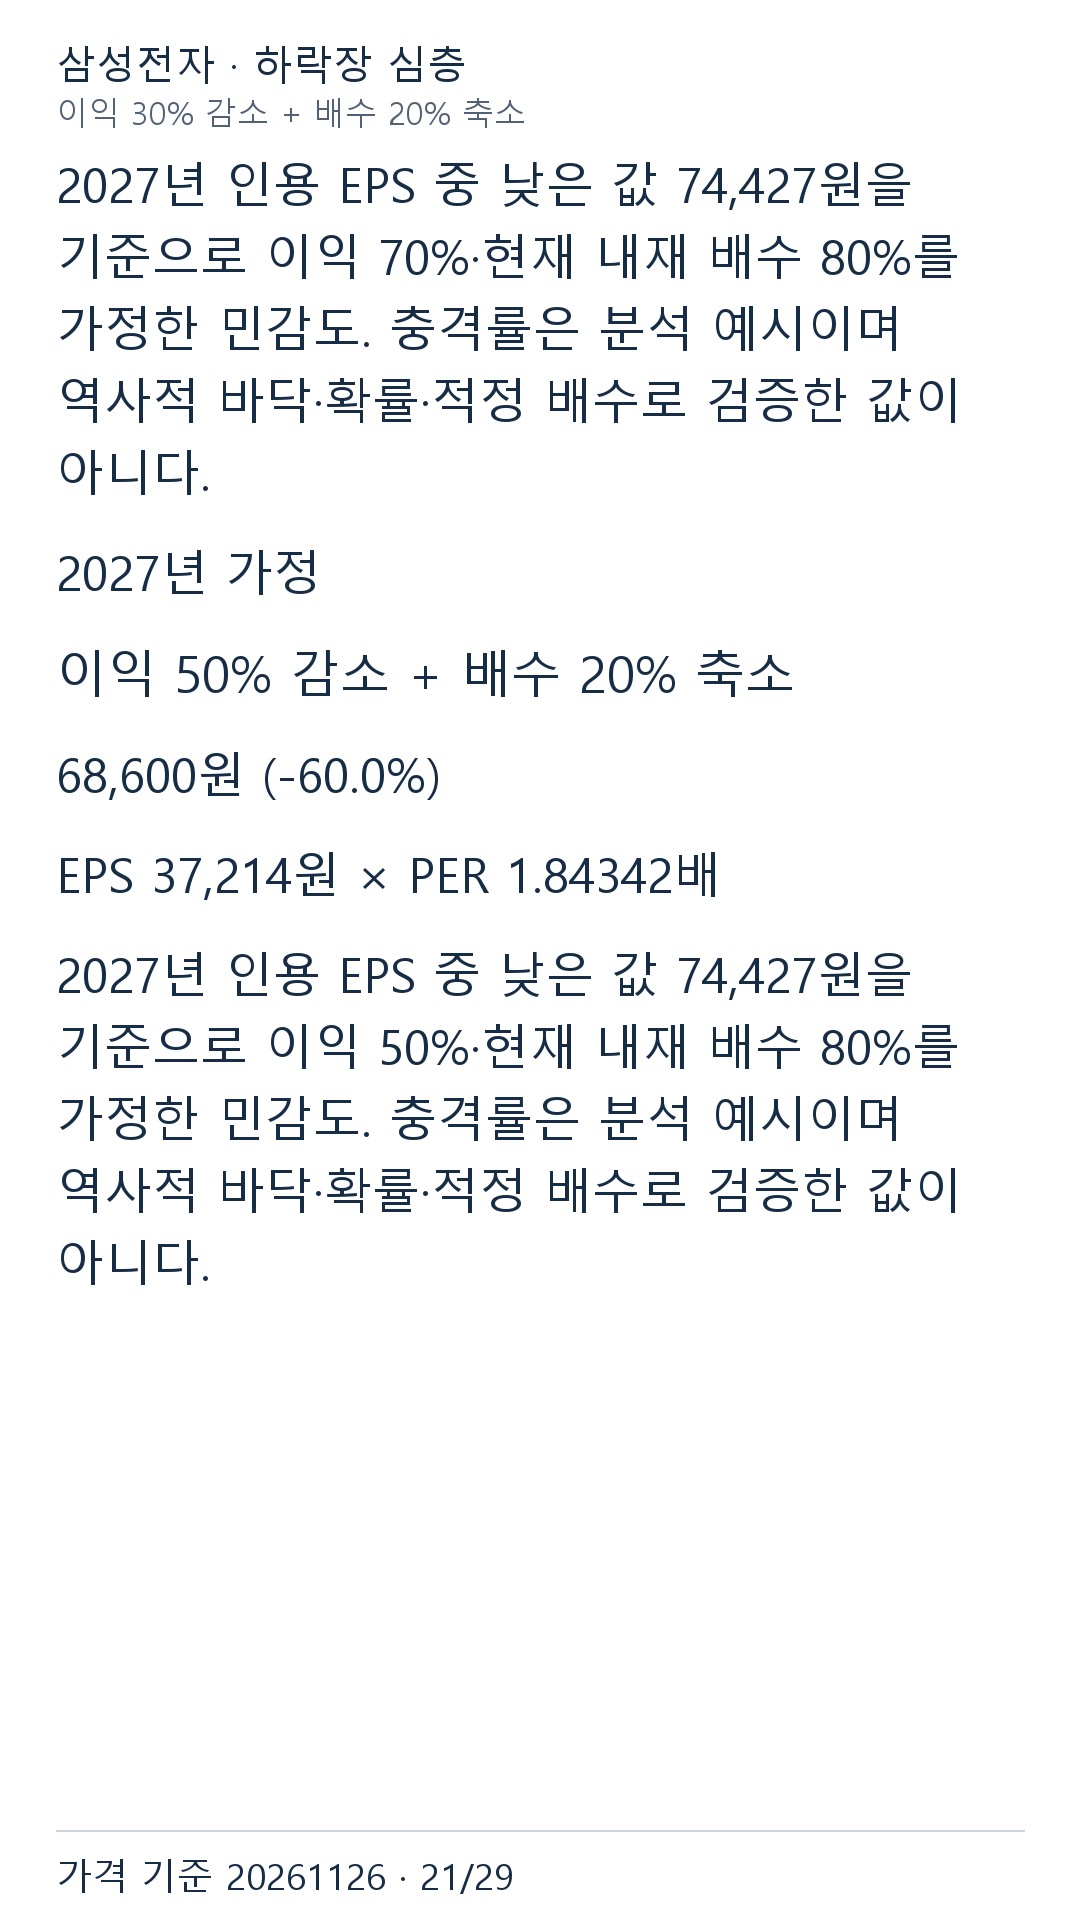 삼성전자 · 하락장 심층
이익 30% 감소 + 배수 20% 축소
2027년 인용 EPS 중 낮은 값 74,427원을
기준으로 이익 70%·현재 내재 배수 80%를
가정한 민감도. 충격률은 분석 예시이며
역사적 바닥·확률·적정 배수로 검증한 값이
아니다.
2027년 가정
이익 50% 감소 + 배수 20% 축소
68,600원 (-60.0%)
EPS 37,214원 × PER 1.84342배
2027년 인용 EPS 중 낮은 값 74,427원을
기준으로 이익 50%·현재 내재 배수 80%를
가정한 민감도. 충격률은 분석 예시이며
역사적 바닥·확률·적정 배수로 검증한 값이
아니다.
가격 기준 20261126 · 21/29